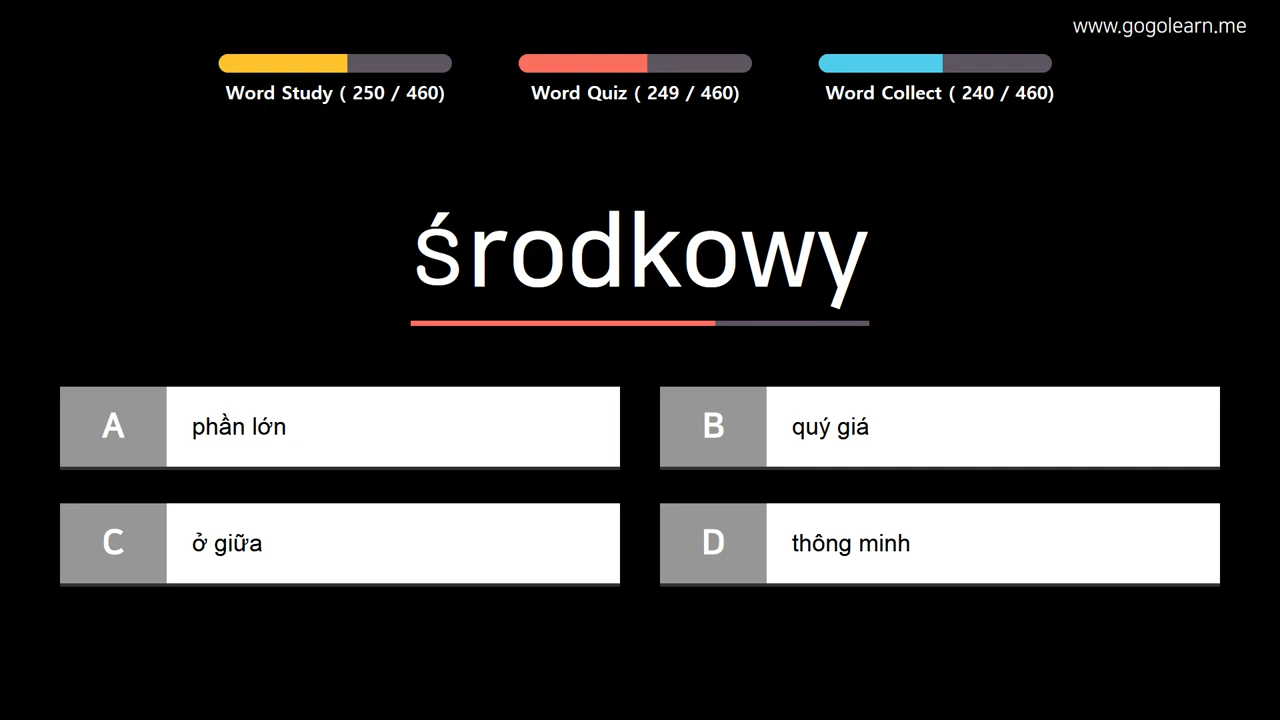 www.gogolearn.me
Word Study ( 250 / 460)
Word Quiz ( 249 / 460)
Word Collect ( 240 / 460)
środkowy
A phần lớn
B quý giá
C ở giữa
D thông minh